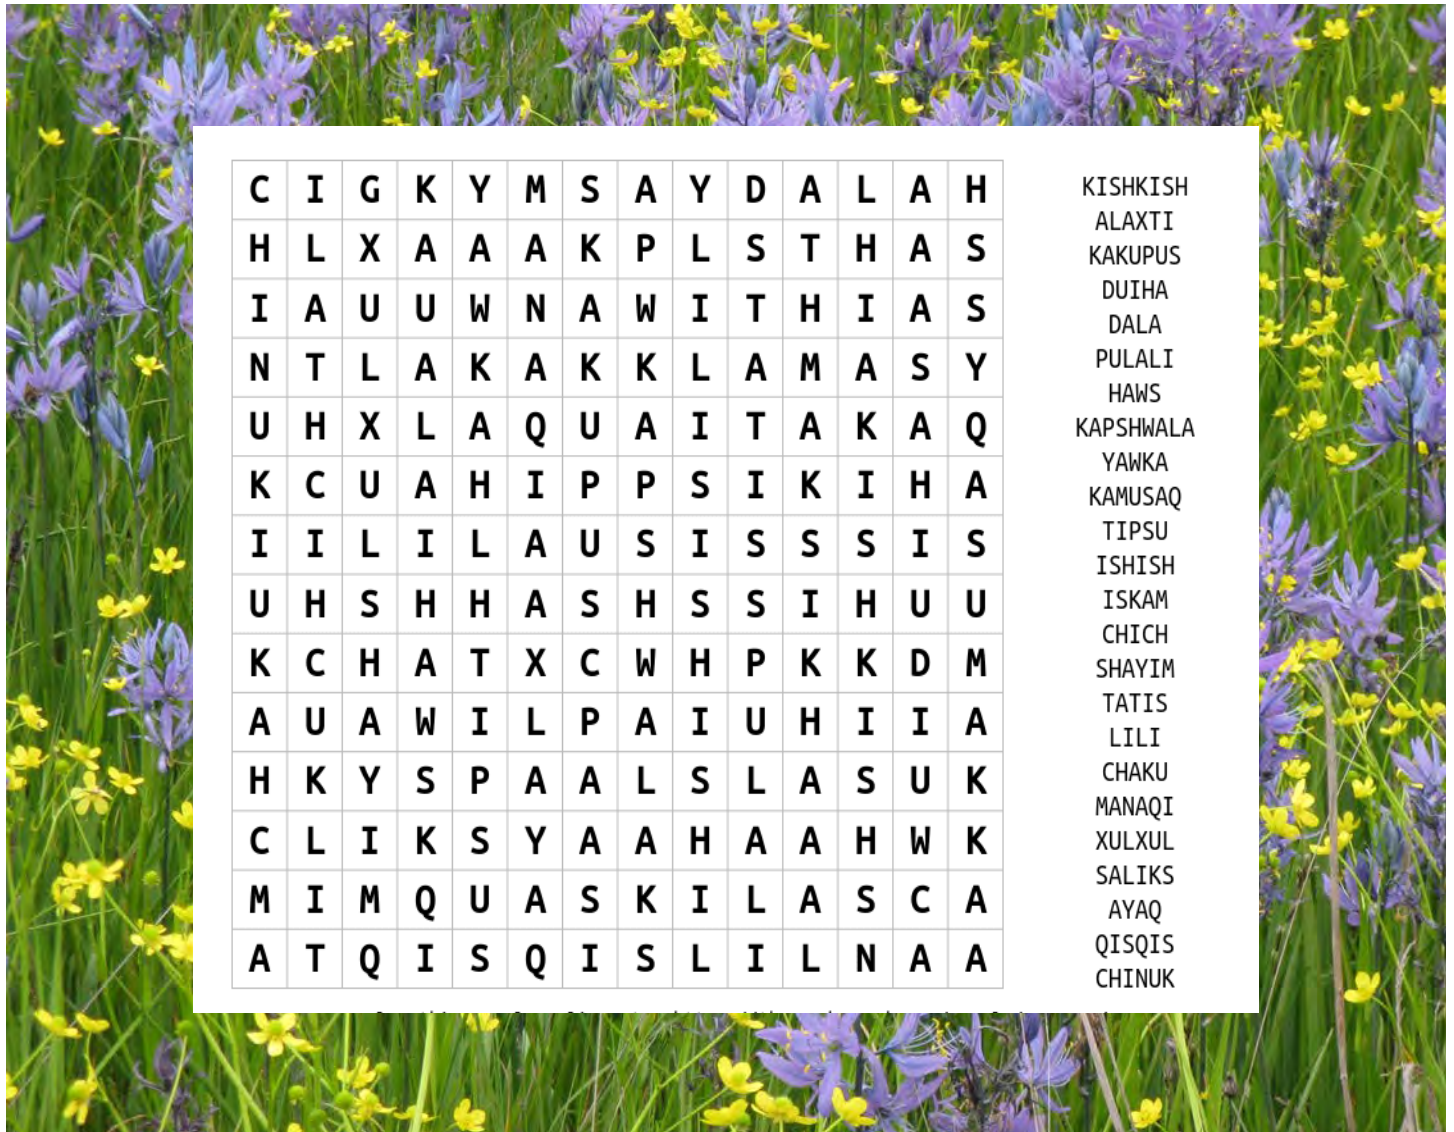 C I G K Y M S A Y D A L A H
H L X A A A K P L S T H A S
I A U U W N A W I T H I A S
N T L A K A K K L A M A S Y
U H X L A Q U A I T A K A Q
K C U A H I P P S I K I H A
I I L I L A U S I S S S I S
U H S H H A S H S S I H U U
K C H A T X C W H P K K D M
A U A W I L P A I U H I I A
H K Y S P A A L S L A S U K
C L I K S Y A A H A A H W K
M I M Q U A S K I L A S C A
A T Q I S Q I S L I L N A A
KISHKISH
ALAXTI
KAKUPUS
DUIHA
DALA
PULALI
HAWS
KAPSHWALA
YAWKA
KAMUSAQ
TIPSU
ISHISH
ISKAM
CHICH
SHAYIM
TATIS
LILI
CHAKU
MANAQI
XULXUL
SALIKS
AYAQ
QISQIS
CHINUK